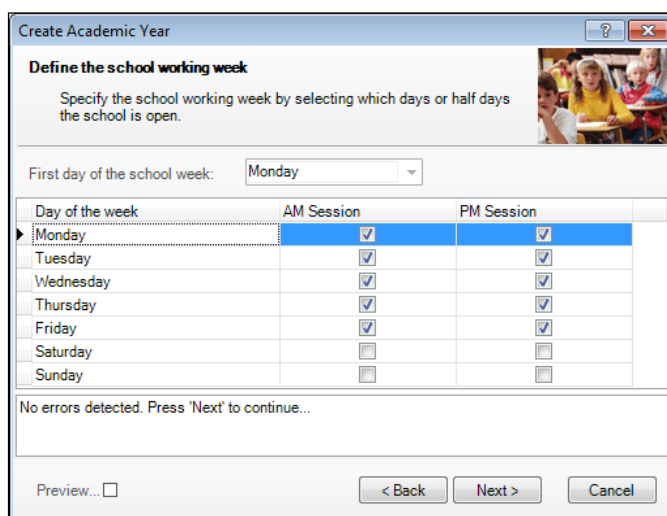 Create Academic Year
Define the school working week
Specify the school working week by selecting which days or half days
the school is open.
First day of the school week: Monday
Day of the week AM Session PM Session
Monday
Tuesday
Wednesday
Thursday
Friday
Saturday
Sunday
No errors detected. Press 'Next' to continue...
Preview... < Back Next > Cancel